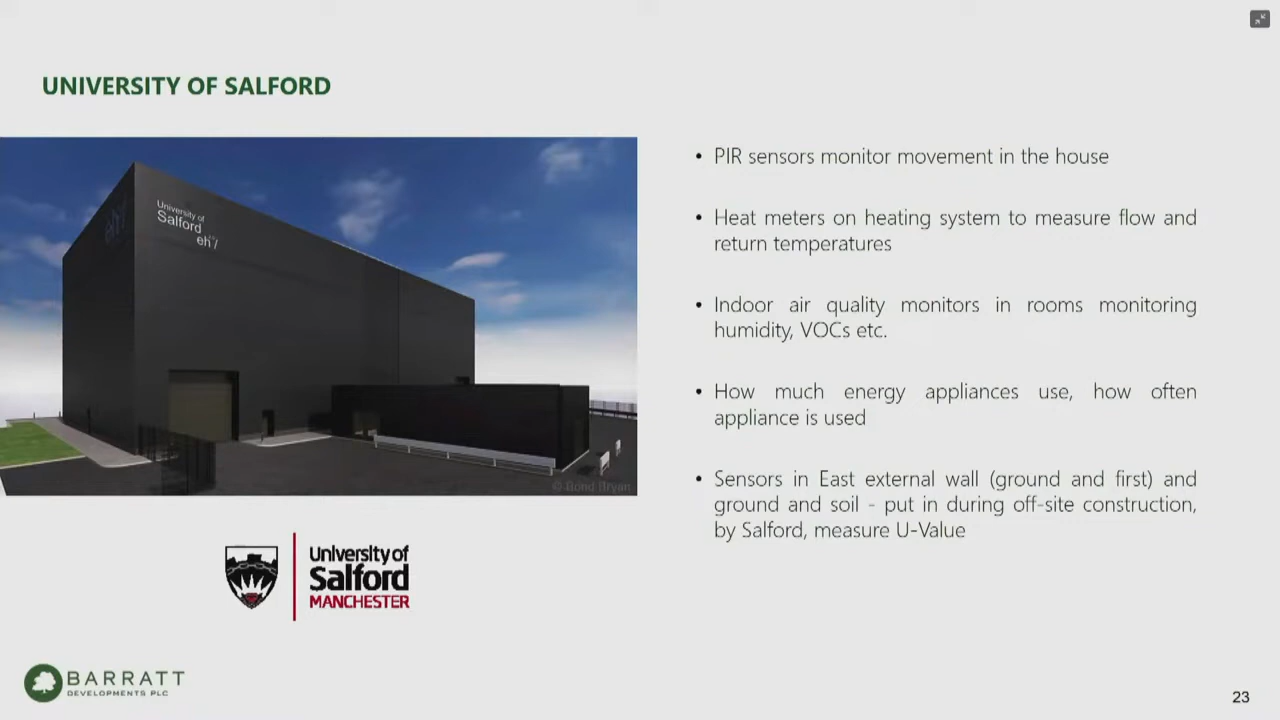 UNIVERSITY OF SALFORD
University of
Salford
eh7
© Bond Bryan
• PIR sensors monitor movement in the house
• Heat meters on heating system to measure flow and
return temperatures
• Indoor air quality monitors in rooms monitoring
humidity, VOCs etc.
• How much energy appliances use, how often
appliance is used
• Sensors in East external wall (ground and first) and
ground and soil - put in during off-site construction,
by Salford, measure U-Value
University of
Salford
MANCHESTER
BARRATT
DEVELOPMENTS PLC
23